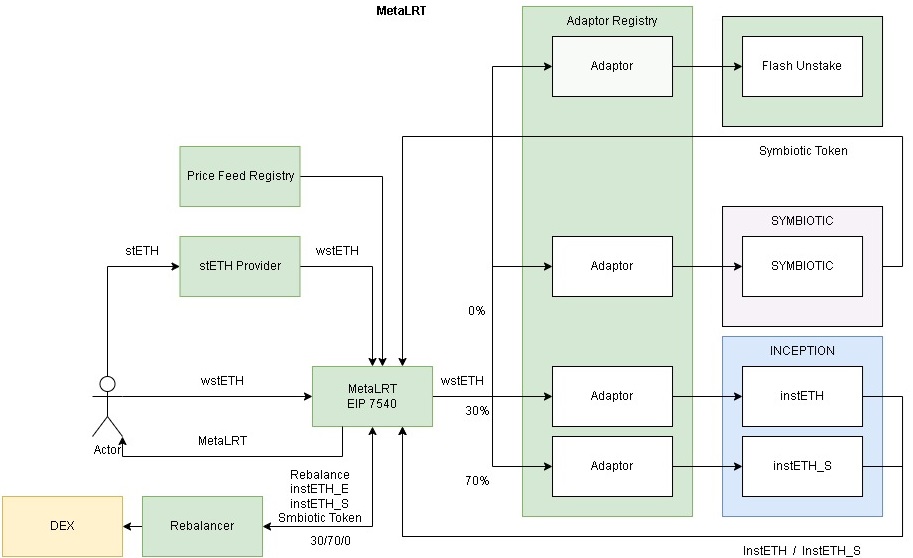 MetaLRT
Adaptor Registry
Adaptor
Flash Unstake
Symbiotic Token
Price Feed Registry
SYMBIOTIC
stETH
wstETH
stETH Provider
Adaptor
SYMBIOTIC
0%
INCEPTION
wstETH
MetaLRT
EIP 7540
wstETH
30%
Adaptor
instETH
Actor
MetaLRT
70%
Adaptor
instETH_S
Rebalance
instETH_E
instETH_S
Smbiotic Token
30/70/0
DEX
Rebalancer
InstETH / InstETH_S